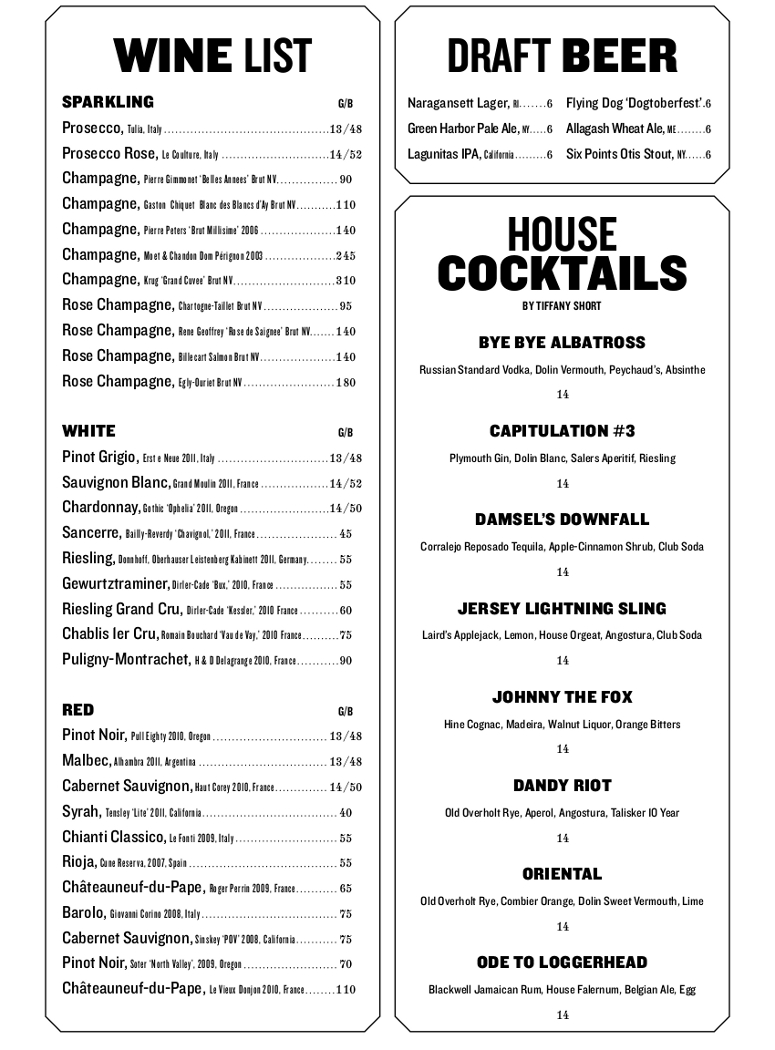 WINE LIST
SPARKLING G/B
Prosecco, Tulia, Italy ................................13/48
Prosecco Rose, Le Coulture, Italy .....................14/52
Champagne, Pierre Gimmonet ‘Belles Annees’ Brut NV............ 90
Champagne, Gaston Chiquet Blanc des Blancs d’Ay Brut NV..........110
Champagne, Pierre Peters ‘Brut Millisime’ 2006 ................140
Champagne, Moet & Chandon Dom Pérignon 2003 ...............245
Champagne, Krug ‘Grand Cuvee’ Brut NV.....................310
Rose Champagne, Chartogne-Taillet Brut NV............... 95
Rose Champagne, Rene Geoffrey ‘Rose de Saignee’ Brut NV......140
Rose Champagne, Billecart Salmon Brut NV...............140
Rose Champagne, Egly-Ouriet Brut NV ..................180
WHITE G/B
Pinot Grigio, Erst e Neue 2011, Italy ......................13/48
Sauvignon Blanc, Grand Moulin 2011, France ..............14/52
Chardonnay, Gothic ‘Ophelia’ 2011, Oregon ..................14/50
Sancerre, Bailly-Reverdy ‘Chavignol,’ 2011, France ................ 45
Riesling, Donnhoff, Oberhauser Leistenberg Kabinett 2011, Germany........ 55
Gewurtztraminer, Dirler-Cade ‘Bux,’ 2010, France ............. 55
Riesling Grand Cru, Dirler-Cade ‘Kessler,’ 2010 France .......... 60
Chablis 1er Cru, Romain Bouchard ‘Vau de Vay,’ 2010 France......... 75
Puligny-Montrachet, H & D Delagrange 2010, France........... 90
RED G/B
Pinot Noir, Pull Eighty 2010, Oregon .......................13/48
Malbec, Alhambra 2011, Argentina ..........................13/48
Cabernet Sauvignon, Haut Corey 2010, France.............14/50
Syrah, Tensley ‘Lite’ 2011, California........................... 40
Chianti Classico, Le Fonti 2009, Italy .................... 55
Rioja, Cune Reserva, 2007, Spain .............................. 55
Châteauneuf-du-Pape, Roger Perrin 2009, France.......... 65
Barolo, Giovanni Corino 2008, Italy........................... 75
Cabernet Sauvignon, Sinskey ‘POV’ 2008, California.......... 75
Pinot Noir, Soter ‘North Valley’, 2009, Oregon ................... 70
Châteauneuf-du-Pape, Le Vieux Donjon 2010, France.......110
DRAFT BEER
Naragansett Lager, RI.......6 Flying Dog ‘Dogtoberfest’.6
Green Harbor Pale Ale, NY.....6 Allagash Wheat Ale, ME........6
Lagunitas IPA, California.........6 Six Points Otis Stout, NY.....6
HOUSE
COCKTAILS
BY TIFFANY SHORT
BYE BYE ALBATROSS
Russian Standard Vodka, Dolin Vermouth, Peychaud’s, Absinthe
14
CAPITULATION #3
Plymouth Gin, Dolin Blanc, Salers Aperitif, Riesling
14
DAMSEL’S DOWNFALL
Corralejo Reposado Tequila, Apple-Cinnamon Shrub, Club Soda
14
JERSEY LIGHTNING SLING
Laird’s Applejack, Lemon, House Orgeat, Angostura, Club Soda
14
JOHNNY THE FOX
Hine Cognac, Madeira, Walnut Liquor, Orange Bitters
14
DANDY RIOT
Old Overholt Rye, Aperol, Angostura, Talisker 10 Year
14
ORIENTAL
Old Overholt Rye, Combier Orange, Dolin Sweet Vermouth, Lime
14
ODE TO LOGGERHEAD
Blackwell Jamaican Rum, House Falernum, Belgian Ale, Egg
14